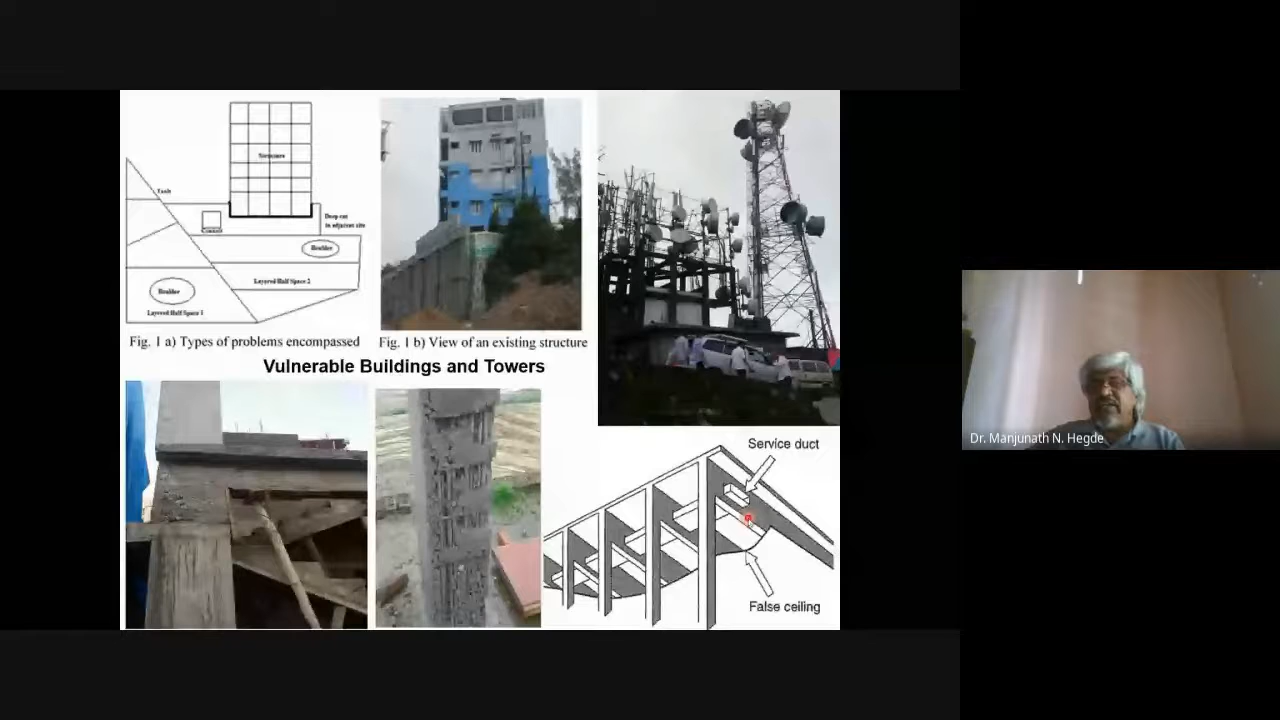 Structure
Tank
Deep cut
in adjacent site
Boulder
Layered Half Space 2
Boulder
Layered Half Space 1
Fig. 1 a) Types of problems encompassed
Fig. 1 b) View of an existing structure
Vulnerable Buildings and Towers
Service duct
False ceiling
Dr. Manjunath N. Hegde